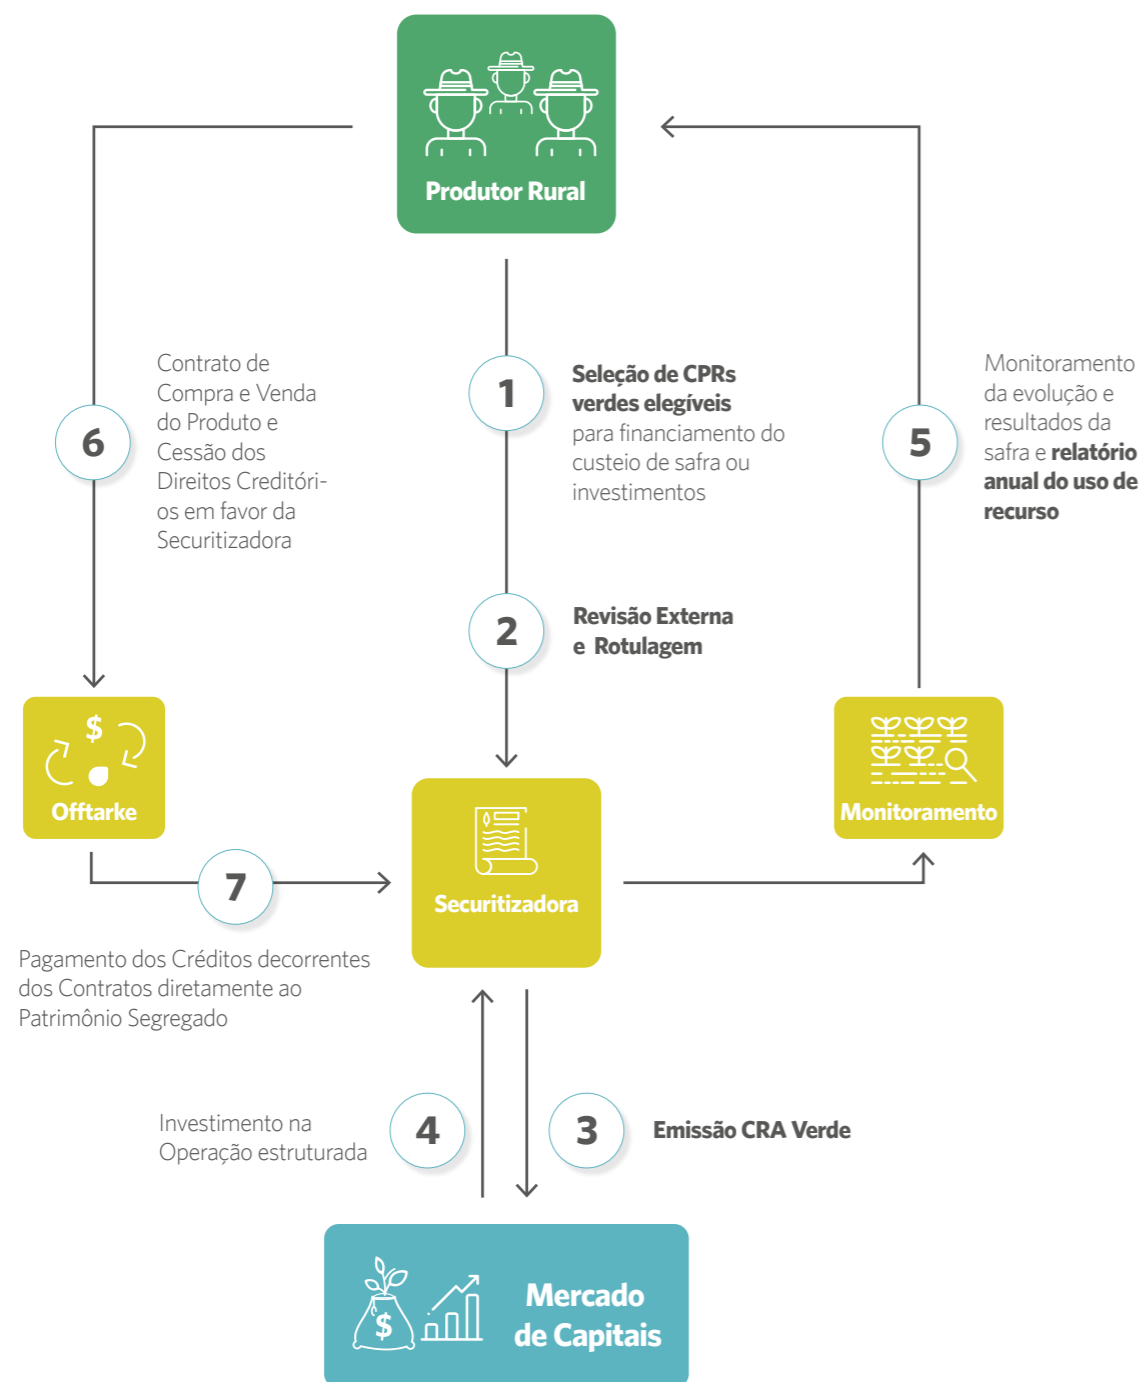 Produtor Rural
1
Seleção de CPRs
verdes elegíveis
para financiamento do
custeio de safra ou
investimentos
2
Revisão Externa
e Rotulagem
6
Contrato de
Compra e Venda
do Produto e
Cessão dos
Direitos Creditóri-
os em favor da
Securitizadora
5
Monitoramento
da evolução e
resultados da
safra e relatório
anual do uso de
recurso
$
Offtarke
Securitizadora
Monitoramento
7
Pagamento dos Créditos decorrentes
dos Contratos diretamente ao
Patrimônio Segregado
Investimento na
Operação estruturada
4
3
Emissão CRA Verde
$
Mercado
de Capitais